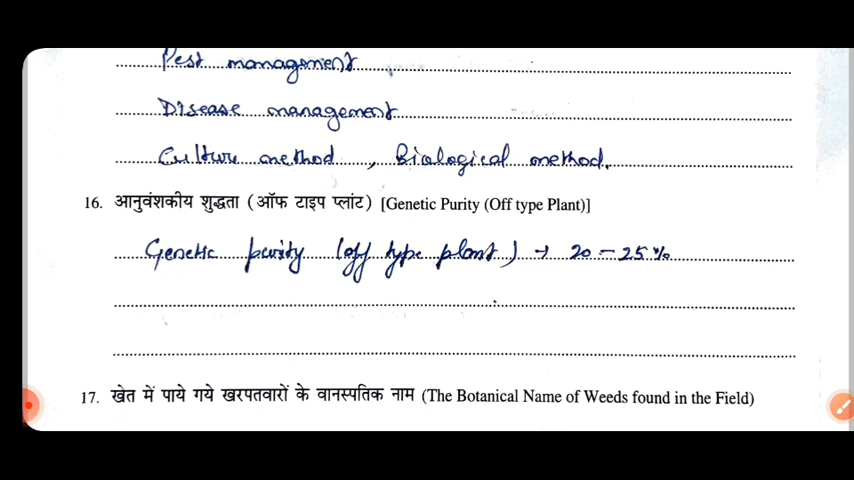 Pest management
Disease management
Culture method, Biological method.
16. आनुवंशकीय शुद्धता (ऑफ टाइप प्लांट) [Genetic Purity (Off type Plant)]
Genetic purity (off type plant) → 20 - 25%
17. खेत में पाये गये खरपतवारों के वानस्पतिक नाम (The Botanical Name of Weeds found in the Field)